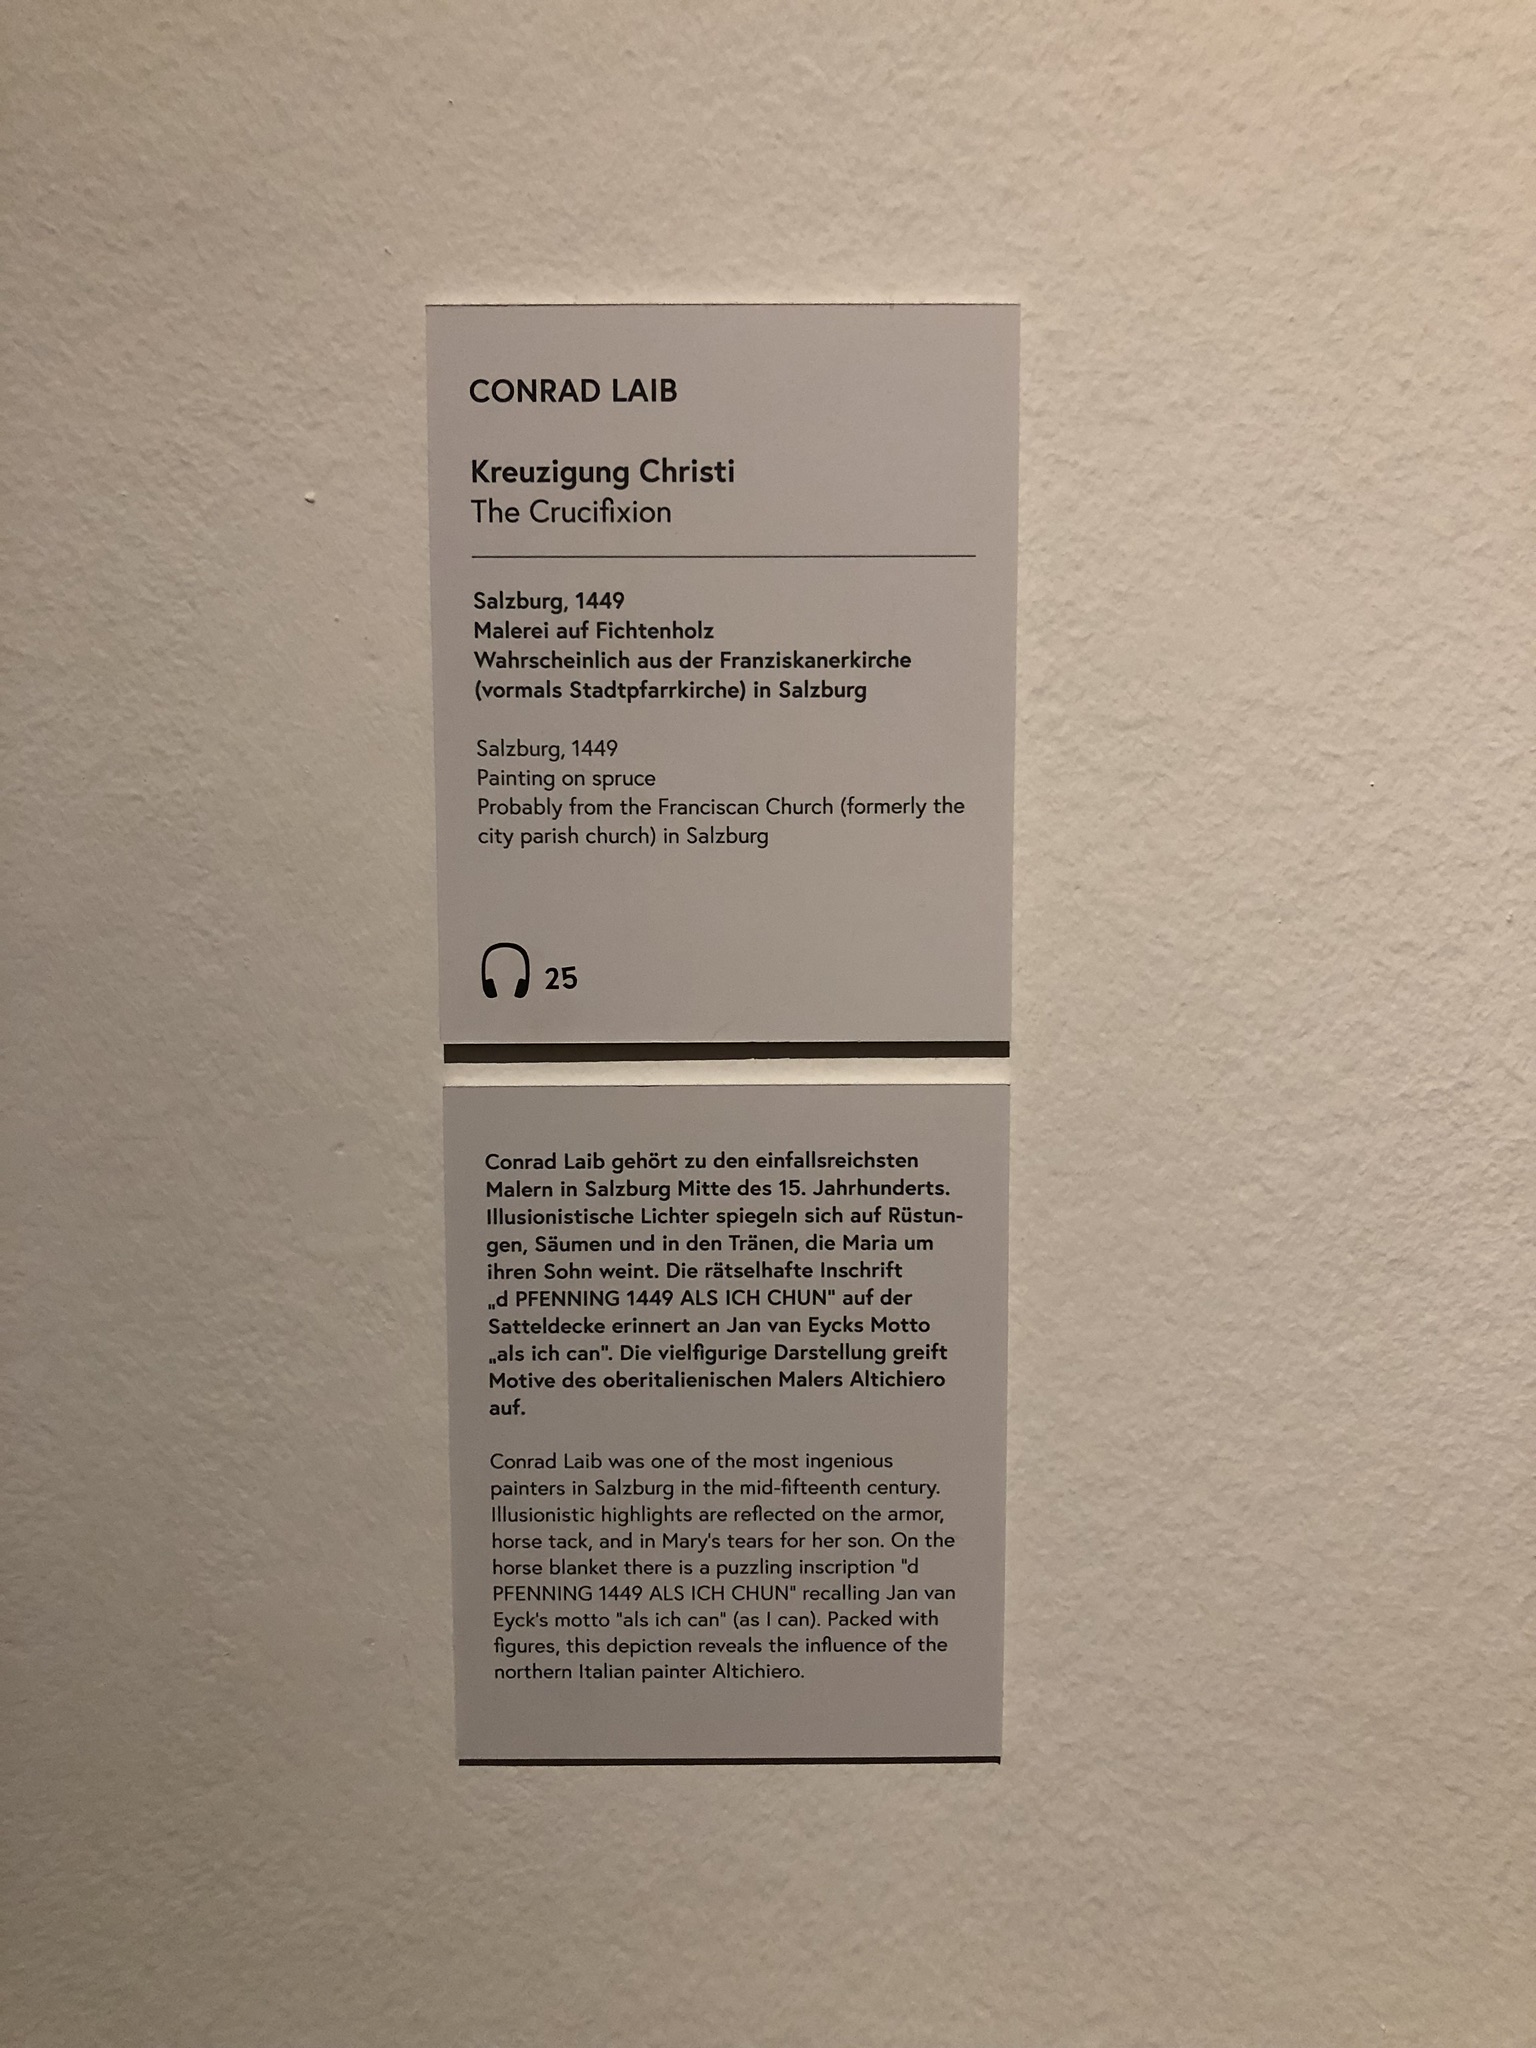 CONRAD LAIB
Kreuzigung Christi
The Crucifixion
Salzburg, 1449
Malerei auf Fichtenholz
Wahrscheinlich aus der Franziskanerkirche
(vormals Stadtpfarrkirche) in Salzburg
Salzburg, 1449
Painting on spruce
Probably from the Franciscan Church (formerly the
city parish church) in Salzburg
25
Conrad Laib gehört zu den einfallsreichsten
Malern in Salzburg Mitte des 15. Jahrhunderts.
Illusionistische Lichter spiegeln sich auf Rüstun-
gen, Säumen und in den Tränen, die Maria um
ihren Sohn weint. Die rätselhafte Inschrift
„d PFENNING 1449 ALS ICH CHUN" auf der
Satteldecke erinnert an Jan van Eycks Motto
„als ich can". Die vielfigurige Darstellung greift
Motive des oberitalienischen Malers Altichiero
auf.
Conrad Laib was one of the most ingenious
painters in Salzburg in the mid-fifteenth century.
Illusionistic highlights are reflected on the armor,
horse tack, and in Mary's tears for her son. On the
horse blanket there is a puzzling inscription "d
PFENNING 1449 ALS ICH CHUN" recalling Jan van
Eyck's motto "als ich can" (as I can). Packed with
figures, this depiction reveals the influence of the
northern Italian painter Altichiero.